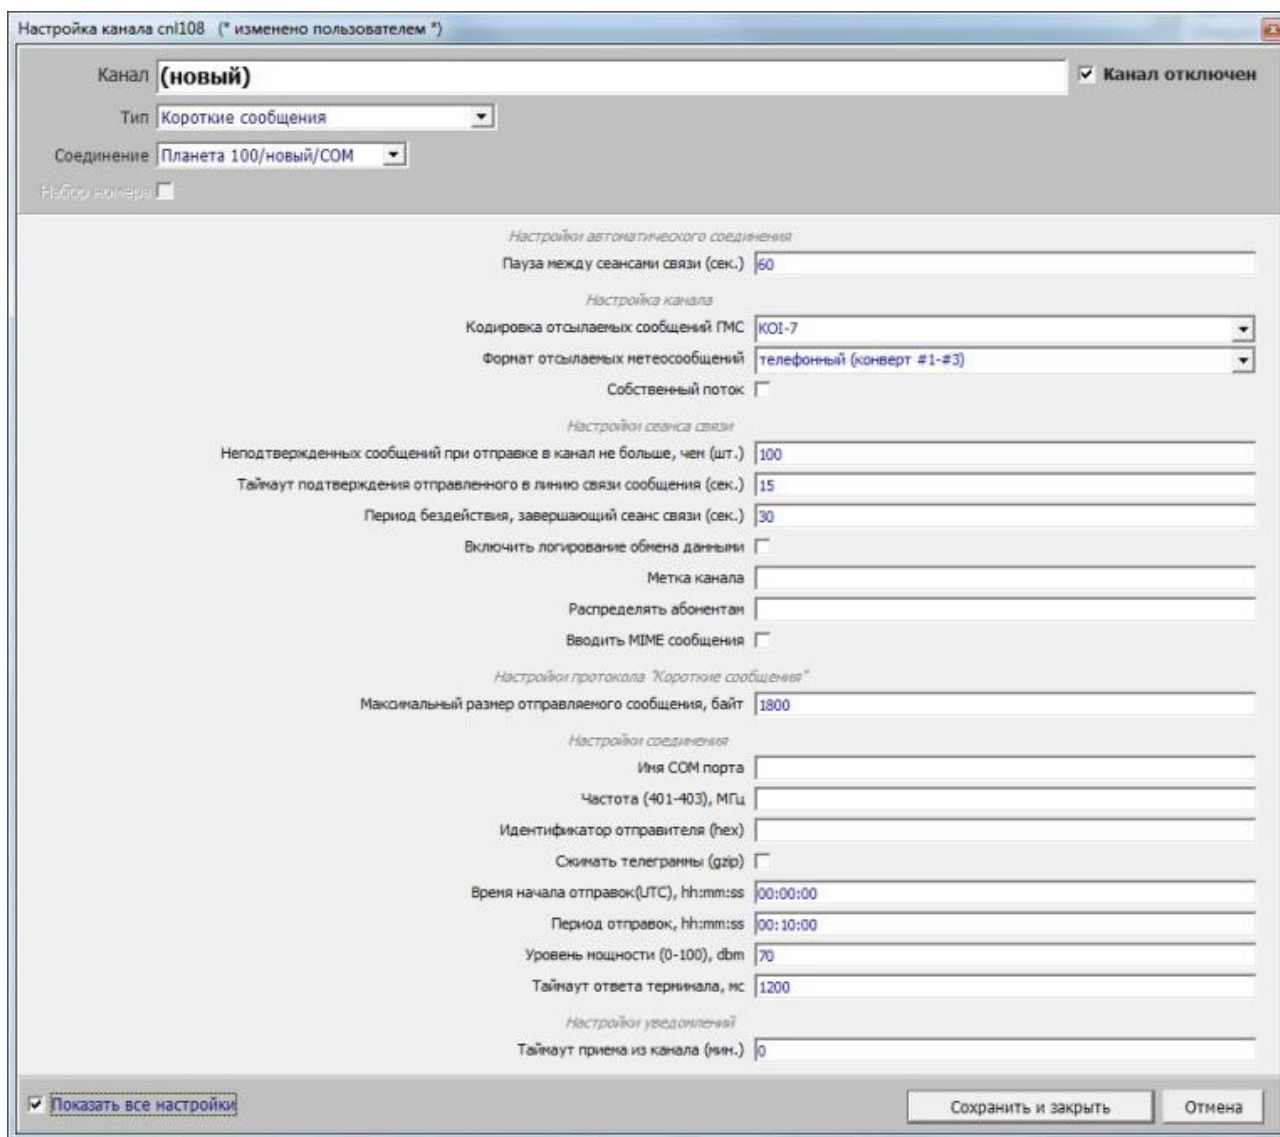 Настройка канала cnl108 (* изменено пользователем *)
Канал (новый) Канал отключен
Тип Короткие сообщения
Соединение Планета 100/новый/COM
Набор номера
Настройки автоматического соединения
Пауза между сеансами связи (сек.) 60
Настройка канала
Кодировка отсылаемых сообщений ГМС KOI-7
Формат отсылаемых метеосообщений телефонный (конверт #1-#3)
Собственный поток
Настройки сеанса связи
Неподтвержденных сообщений при отправке в канал не больше, чем (шт.) 100
Таймаут подтверждения отправленного в линию связи сообщения (сек.) 15
Период бездействия, завершающий сеанс связи (сек.) 30
Включить логирование обмена данными
Метка канала
Распределять абонентам
Вводить MIME сообщения
Настройки протокола "Короткие сообщения"
Максимальный размер отправляемого сообщения, байт 1800
Настройки соединения
Имя COM порта
Частота (401-403), МГц
Идентификатор отправителя (hex)
Сжимать телеграммы (gzip)
Время начала отправок(UTC), hh:mm:ss 00:00:00
Период отправок, hh:mm:ss 00:10:00
Уровень мощности (0-100), dbm 70
Таймаут ответа терминала, мс 1200
Настройки уведомлений
Таймаут приема из канала (мин.) 0
Показать все настройки Сохранить и закрыть Отмена